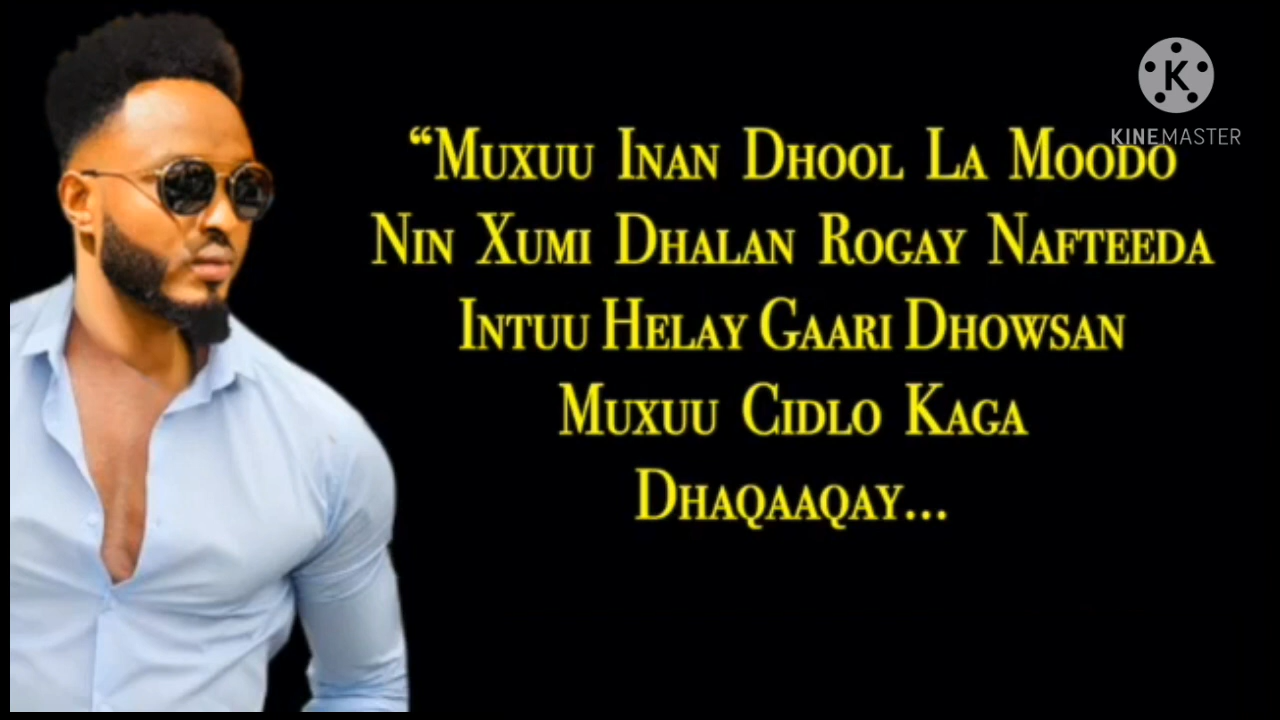 K
KINEMASTER
“Muxuu Inan Dhool La Moodo
Nin Xumi Dhalan Rogay Nafteeda
Intuu Helay Gaari Dhowsan
Muxuu Cidlo Kaga
Dhaqaaqay...